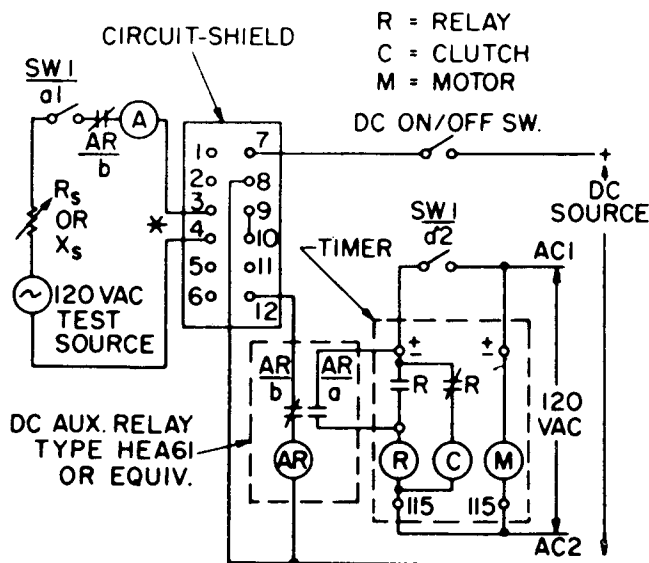 CIRCUIT-SHIELD
R = RELAY
C = CLUTCH
M = MOTOR
SW1
a1
A
AR
b
DC ON/OFF SW.
1
2
3
4
5
6
7
8
9
10
11
12
+
DC
SOURCE
Rs
OR
Xs
*
120 VAC
TEST
SOURCE
TIMER
SW1
a2
AC1
AR
b
AR
a
+
-
+
-
R
R
120
VAC
DC AUX. RELAY
TYPE HEA61
OR EQUIV.
AR
R
C
M
115
115
AC2